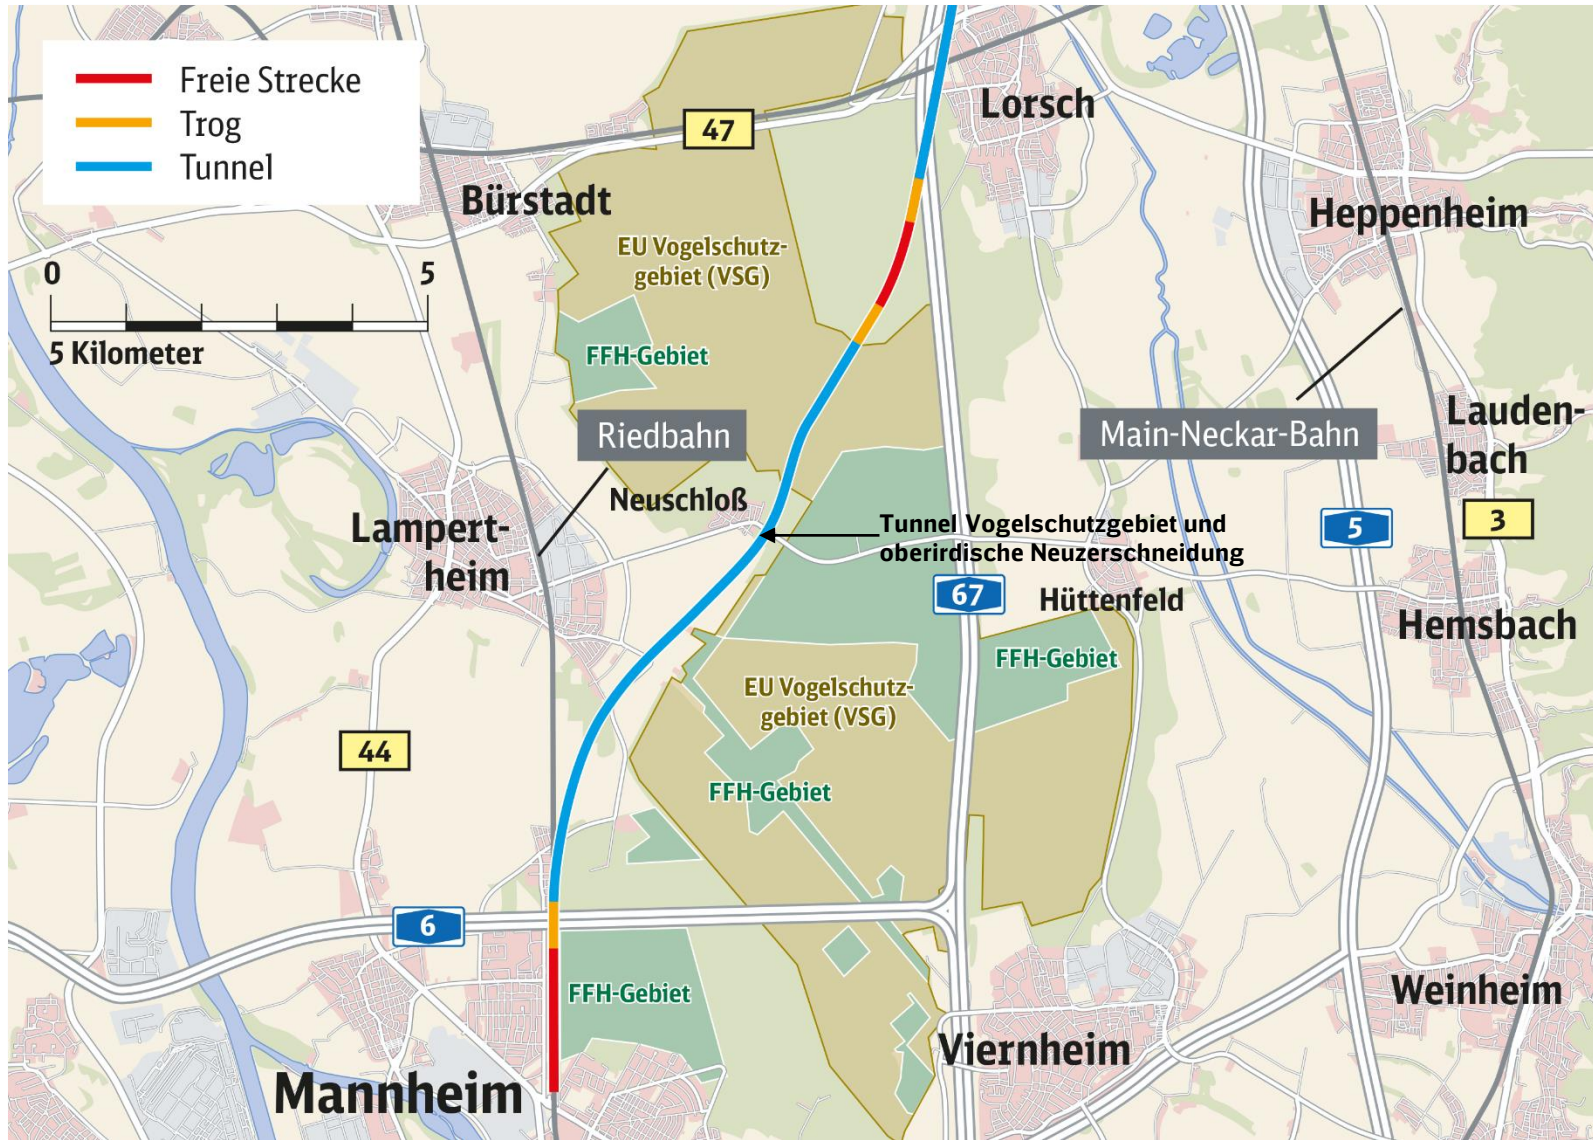 Freie Strecke
Trog
Tunnel
0
5
5 Kilometer
47
Lorsch
Bürstadt
Heppenheim
EU Vogelschutz-
gebiet (VSG)
FFH-Gebiet
Riedbahn
Main-Neckar-Bahn
Lauden-
bach
Neuschloß
Lampert-
heim
Tunnel Vogelschutzgebiet und
oberirdische Neuzerschneidung
5
3
67
Hüttenfeld
Hemsbach
FFH-Gebiet
EU Vogelschutz-
gebiet (VSG)
44
FFH-Gebiet
6
FFH-Gebiet
Weinheim
Viernheim
Mannheim